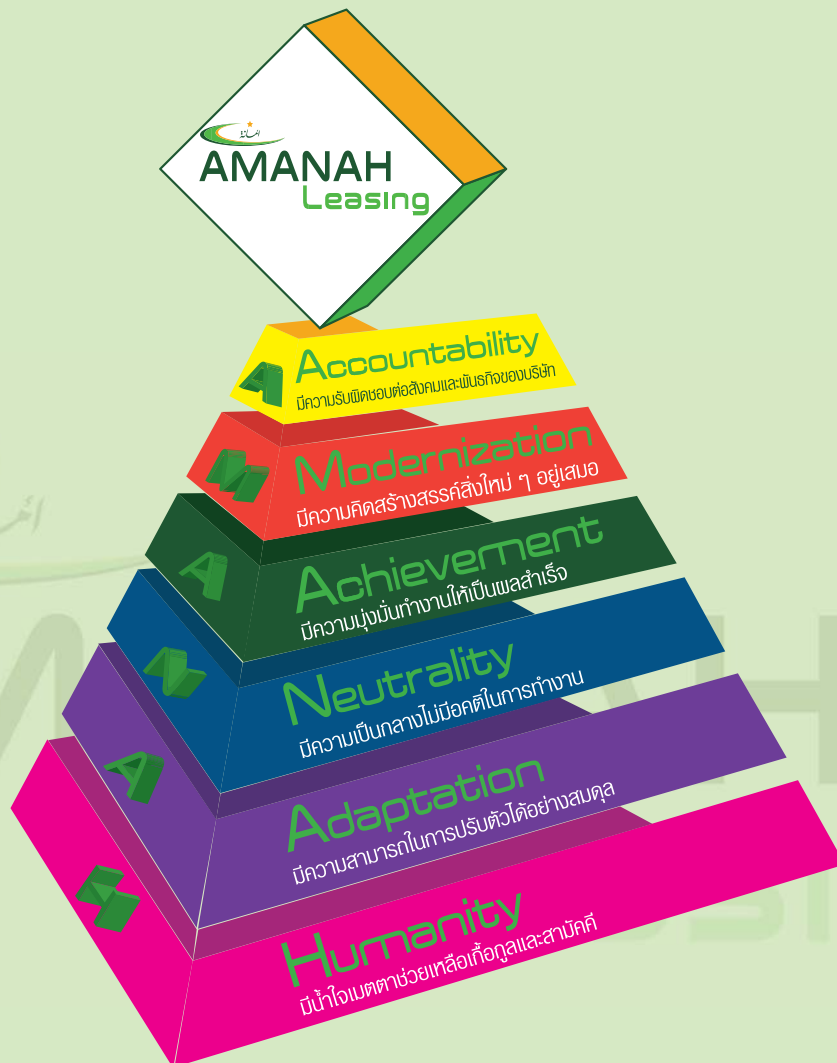 امانة
AMANAH
Leasing
A
Accountability
มีความรับผิดชอบต่อสังคมและพันธกิจของบริษัท
M
Modernization
มีความคิดสร้างสรรค์สิ่งใหม่ ๆ อยู่เสมอ
A
Achievement
มีความมุ่งมั่นทำงานให้เป็นผลสำเร็จ
N
Neutrality
มีความเป็นกลางไม่มีอคติในการทำงาน
A
Adaptation
มีความสามารถในการปรับตัวได้อย่างสมดุล
H
Humanity
มีน้ำใจเมตตาช่วยเหลือเกื้อกูลและสามัคคี